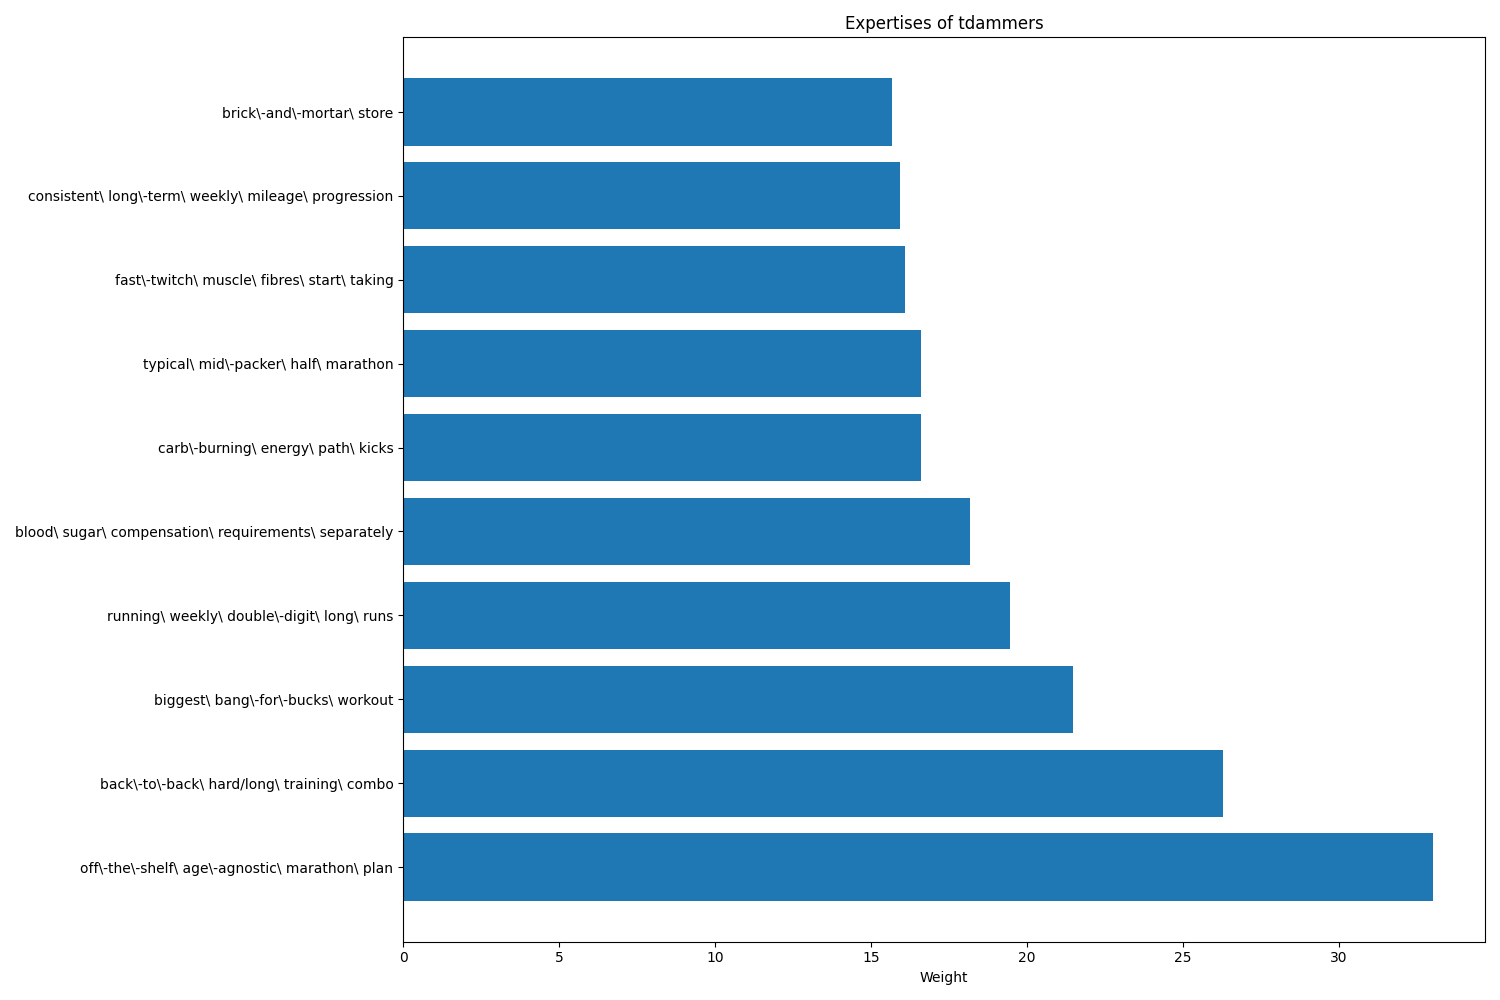 Expertises of tdammers
brick\-and\-mortar\ store
consistent\ long\-term\ weekly\ mileage\ progression
fast\-twitch\ muscle\ fibres\ start\ taking
typical\ mid\-packer\ half\ marathon
carb\-burning\ energy\ path\ kicks
blood\ sugar\ compensation\ requirements\ separately
running\ weekly\ double\-digit\ long\ runs
biggest\ bang\-for\-bucks\ workout
back\-to\-back\ hard/long\ training\ combo
off\-the\-shelf\ age\-agnostic\ marathon\ plan
0 5 10 15 20 25 30
Weight